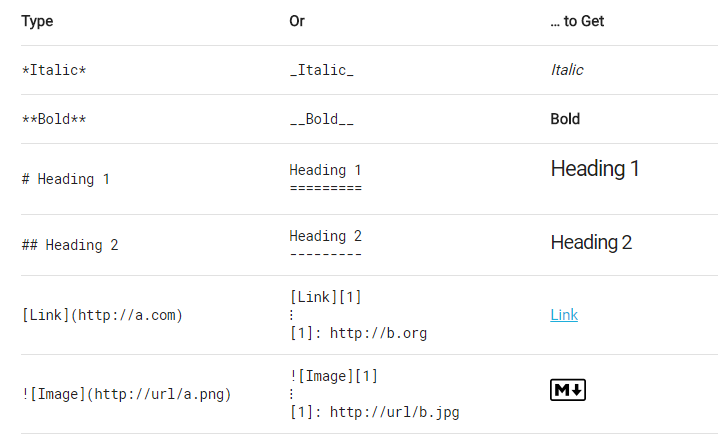 Type Or … to Get
*Italic* _Italic_ Italic
**Bold** __Bold__ Bold
# Heading 1 Heading 1 Heading 1
=========
## Heading 2 Heading 2 Heading 2
---------
[Link](http://a.com) [Link][1] Link
⋮
[1]: http://b.org
![Image](http://url/a.png) ![Image][1] M↓
⋮
[1]: http://url/b.jpg